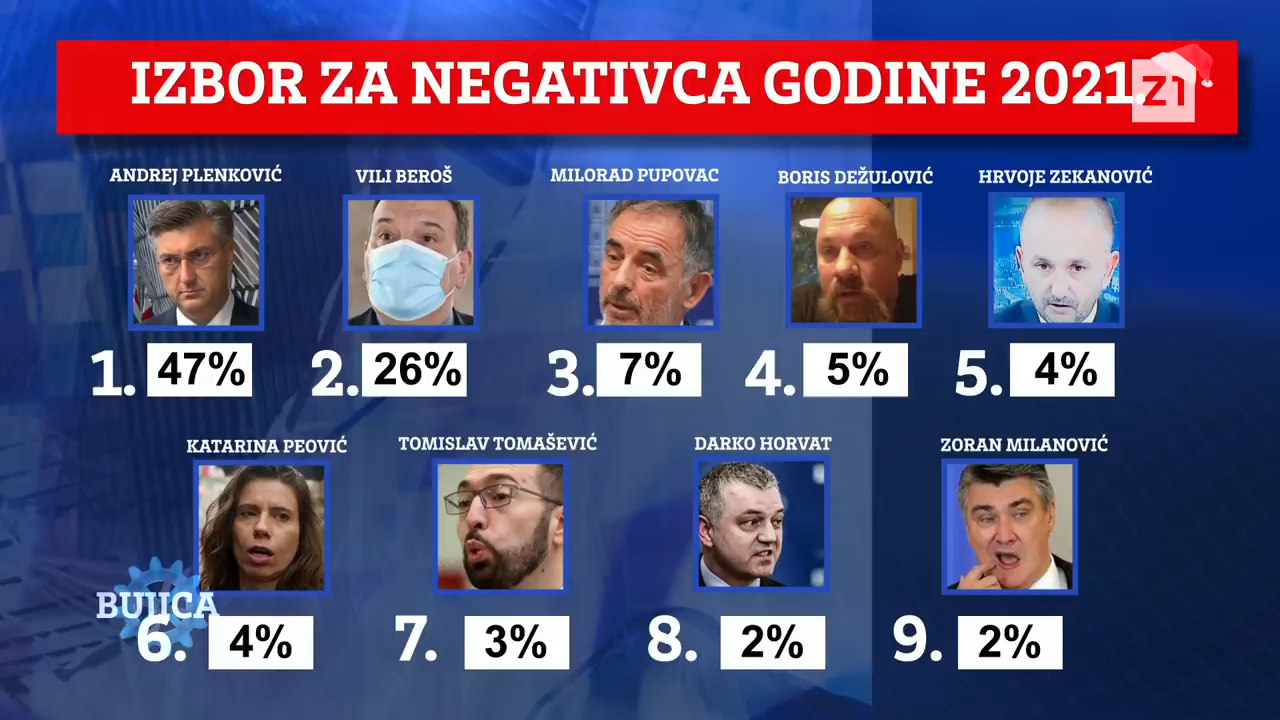 IZBOR ZA NEGATIVCA GODINE 2021.
Z1
ANDREJ PLENKOVIĆ
VILI BEROŠ
MILORAD PUPOVAC
BORIS DEŽULOVIĆ
HRVOJE ZEKANOVIĆ
1. 47%
2. 26%
3. 7%
4. 5%
5. 4%
KATARINA PEOVIĆ
TOMISLAV TOMAŠEVIĆ
DARKO HORVAT
ZORAN MILANOVIĆ
BUJICA
6. 4%
7. 3%
8. 2%
9. 2%